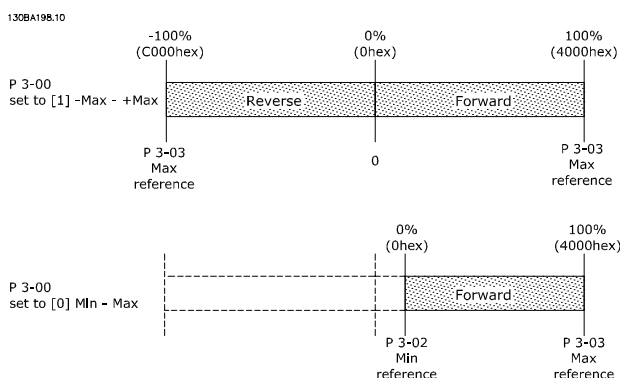 130BA198.10
-100%
(C000hex)
0%
(0hex)
100%
(4000hex)
P 3-00
set to [1] -Max - +Max
Reverse
Forward
P 3-03
Max
reference
0
P 3-03
Max
reference
0%
(0hex)
100%
(4000hex)
P 3-00
set to [0] Min - Max
Forward
P 3-02
Min
reference
P 3-03
Max
reference